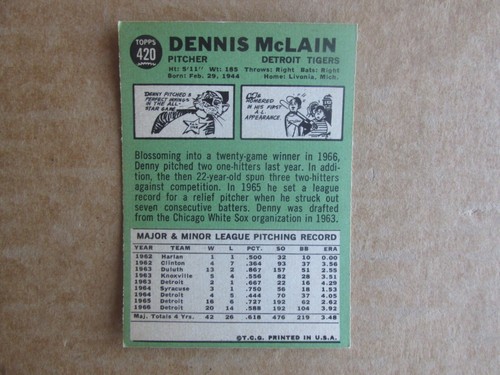 TOPPS
420
DENNIS McLAIN
PITCHER DETROIT TIGERS
Ht: 5'11" Wt: 185 Throws: Right Bats: Right
Born: Feb. 29, 1944 Home: Livonia, Mich.
DENNY PITCHED 3
PERFECT INNINGS
IN THE ALL-
STAR GAME
HOMERED
IN HIS FIRST
A.L.
APPEARANCE.
Blossoming into a twenty-game winner in 1966,
Denny pitched two one-hitters last year. In addi-
tion, the then 22-year-old spun three two-hitters
against competition. In 1965 he set a league
record for a relief pitcher when he struck out
seven consecutive batters. Denny was drafted
from the Chicago White Sox organization in 1963.
MAJOR & MINOR LEAGUE PITCHING RECORD
YEAR TEAM W L PCT. SO BB ERA
1962 Harlan 1 1 .500 32 10 0.00
1962 Clinton 4 7 .364 93 37 3.56
1963 Duluth 13 2 .867 157 51 2.55
1963 Knoxville 5 4 .556 82 28 3.51
1963 Detroit 2 1 .667 22 16 4.29
1964 Syracuse 3 1 .750 56 18 1.53
1964 Detroit 4 5 .444 70 37 4.05
1965 Detroit 16 6 .727 192 62 2.62
1966 Detroit 20 14 .588 192 104 3.92
Maj. Totals 4 Yrs. 42 26 .618 476 219 3.48
©T.C.G. PRINTED IN U.S.A.